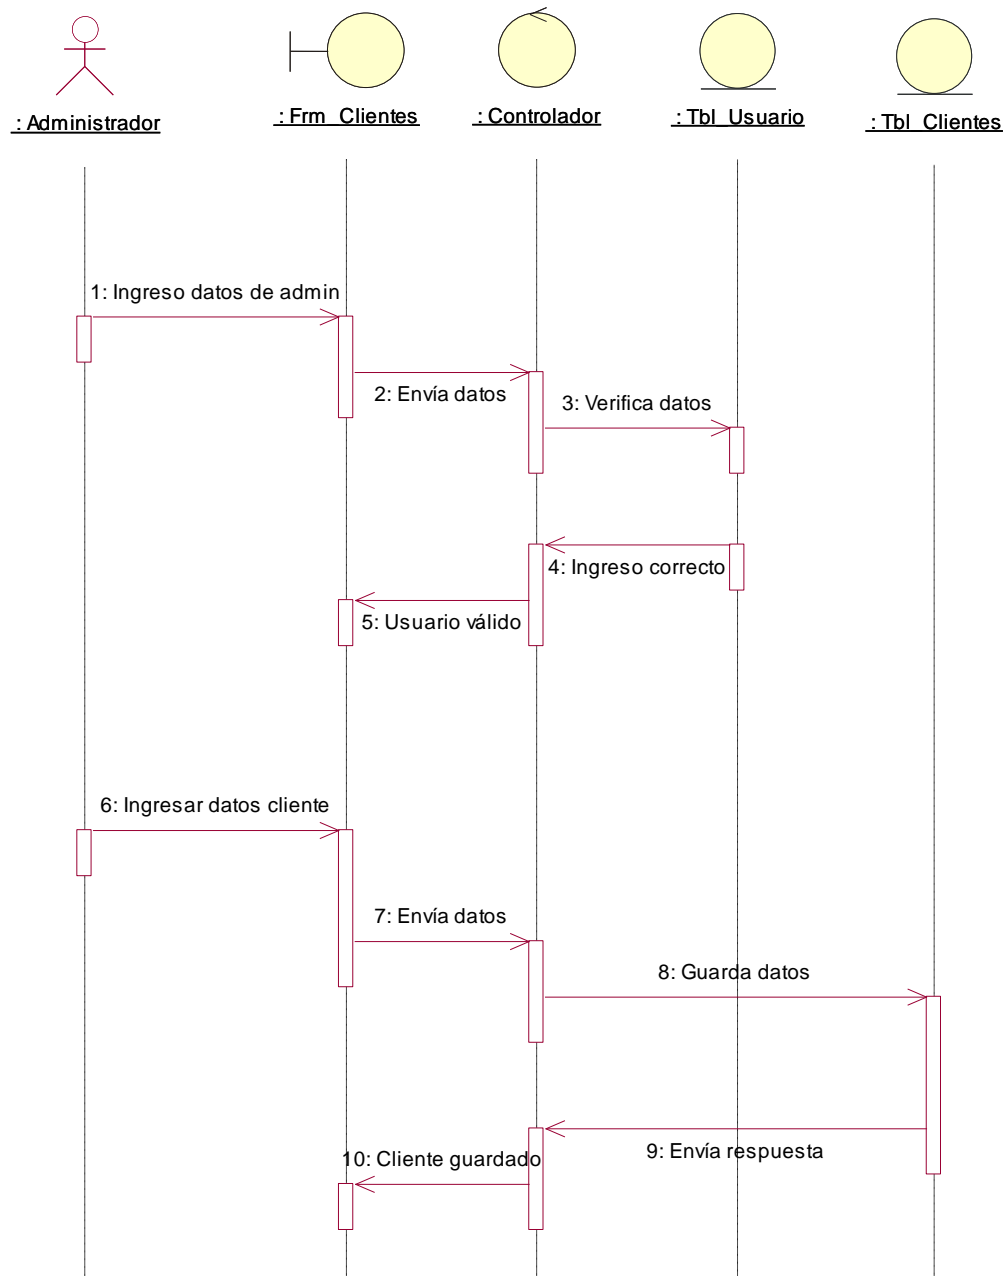 : Administrador
: Frm_Clientes
: Controlador
: Tbl_Usuario
: Tbl_Clientes
1: Ingreso datos de admin
2: Envía datos
3: Verifica datos
4: Ingreso correcto
5: Usuario válido
6: Ingresar datos cliente
7: Envía datos
8: Guarda datos
9: Envía respuesta
10: Cliente guardado